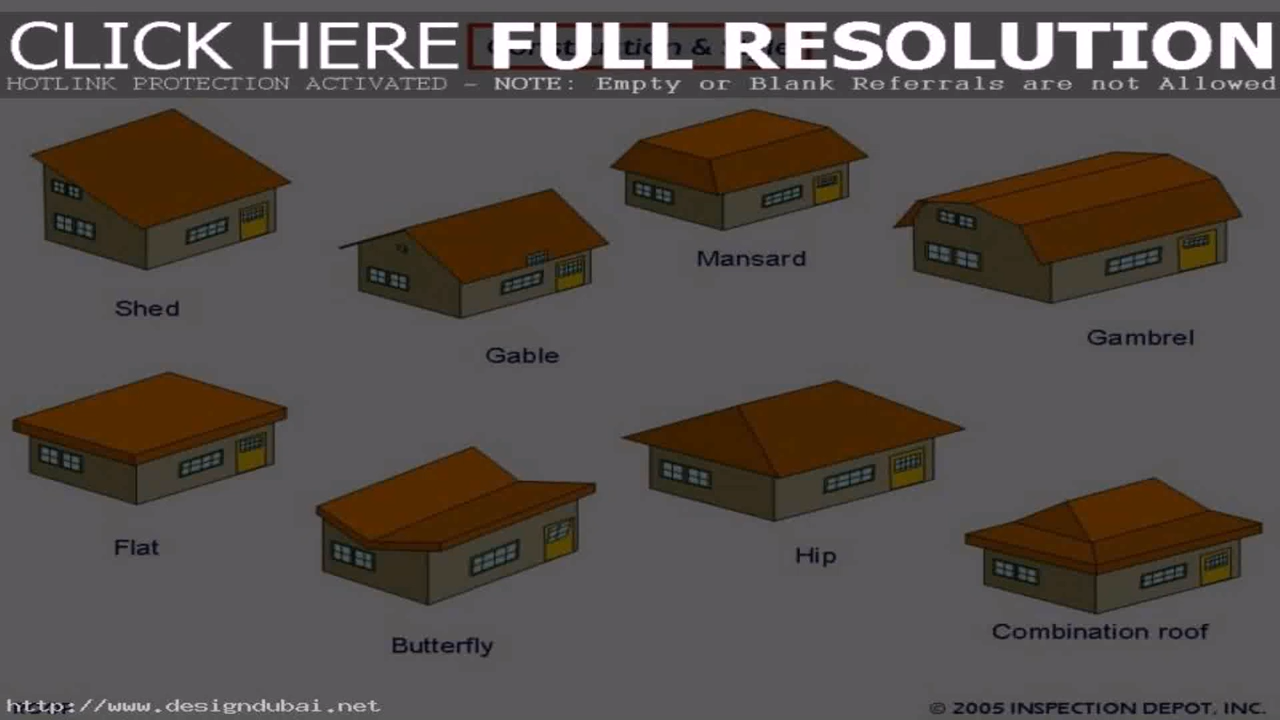 CLICK HERE FULL RESOLUTION
Construction &
HOTLINK PROTECTION ACTIVATED – NOTE: Empty or Blank Referrals are not Allowed
Shed
Gable
Mansard
Gambrel
Flat
Butterfly
Hip
Combination roof
http://www.designdubai.net
© 2005 INSPECTION DEPOT, INC.